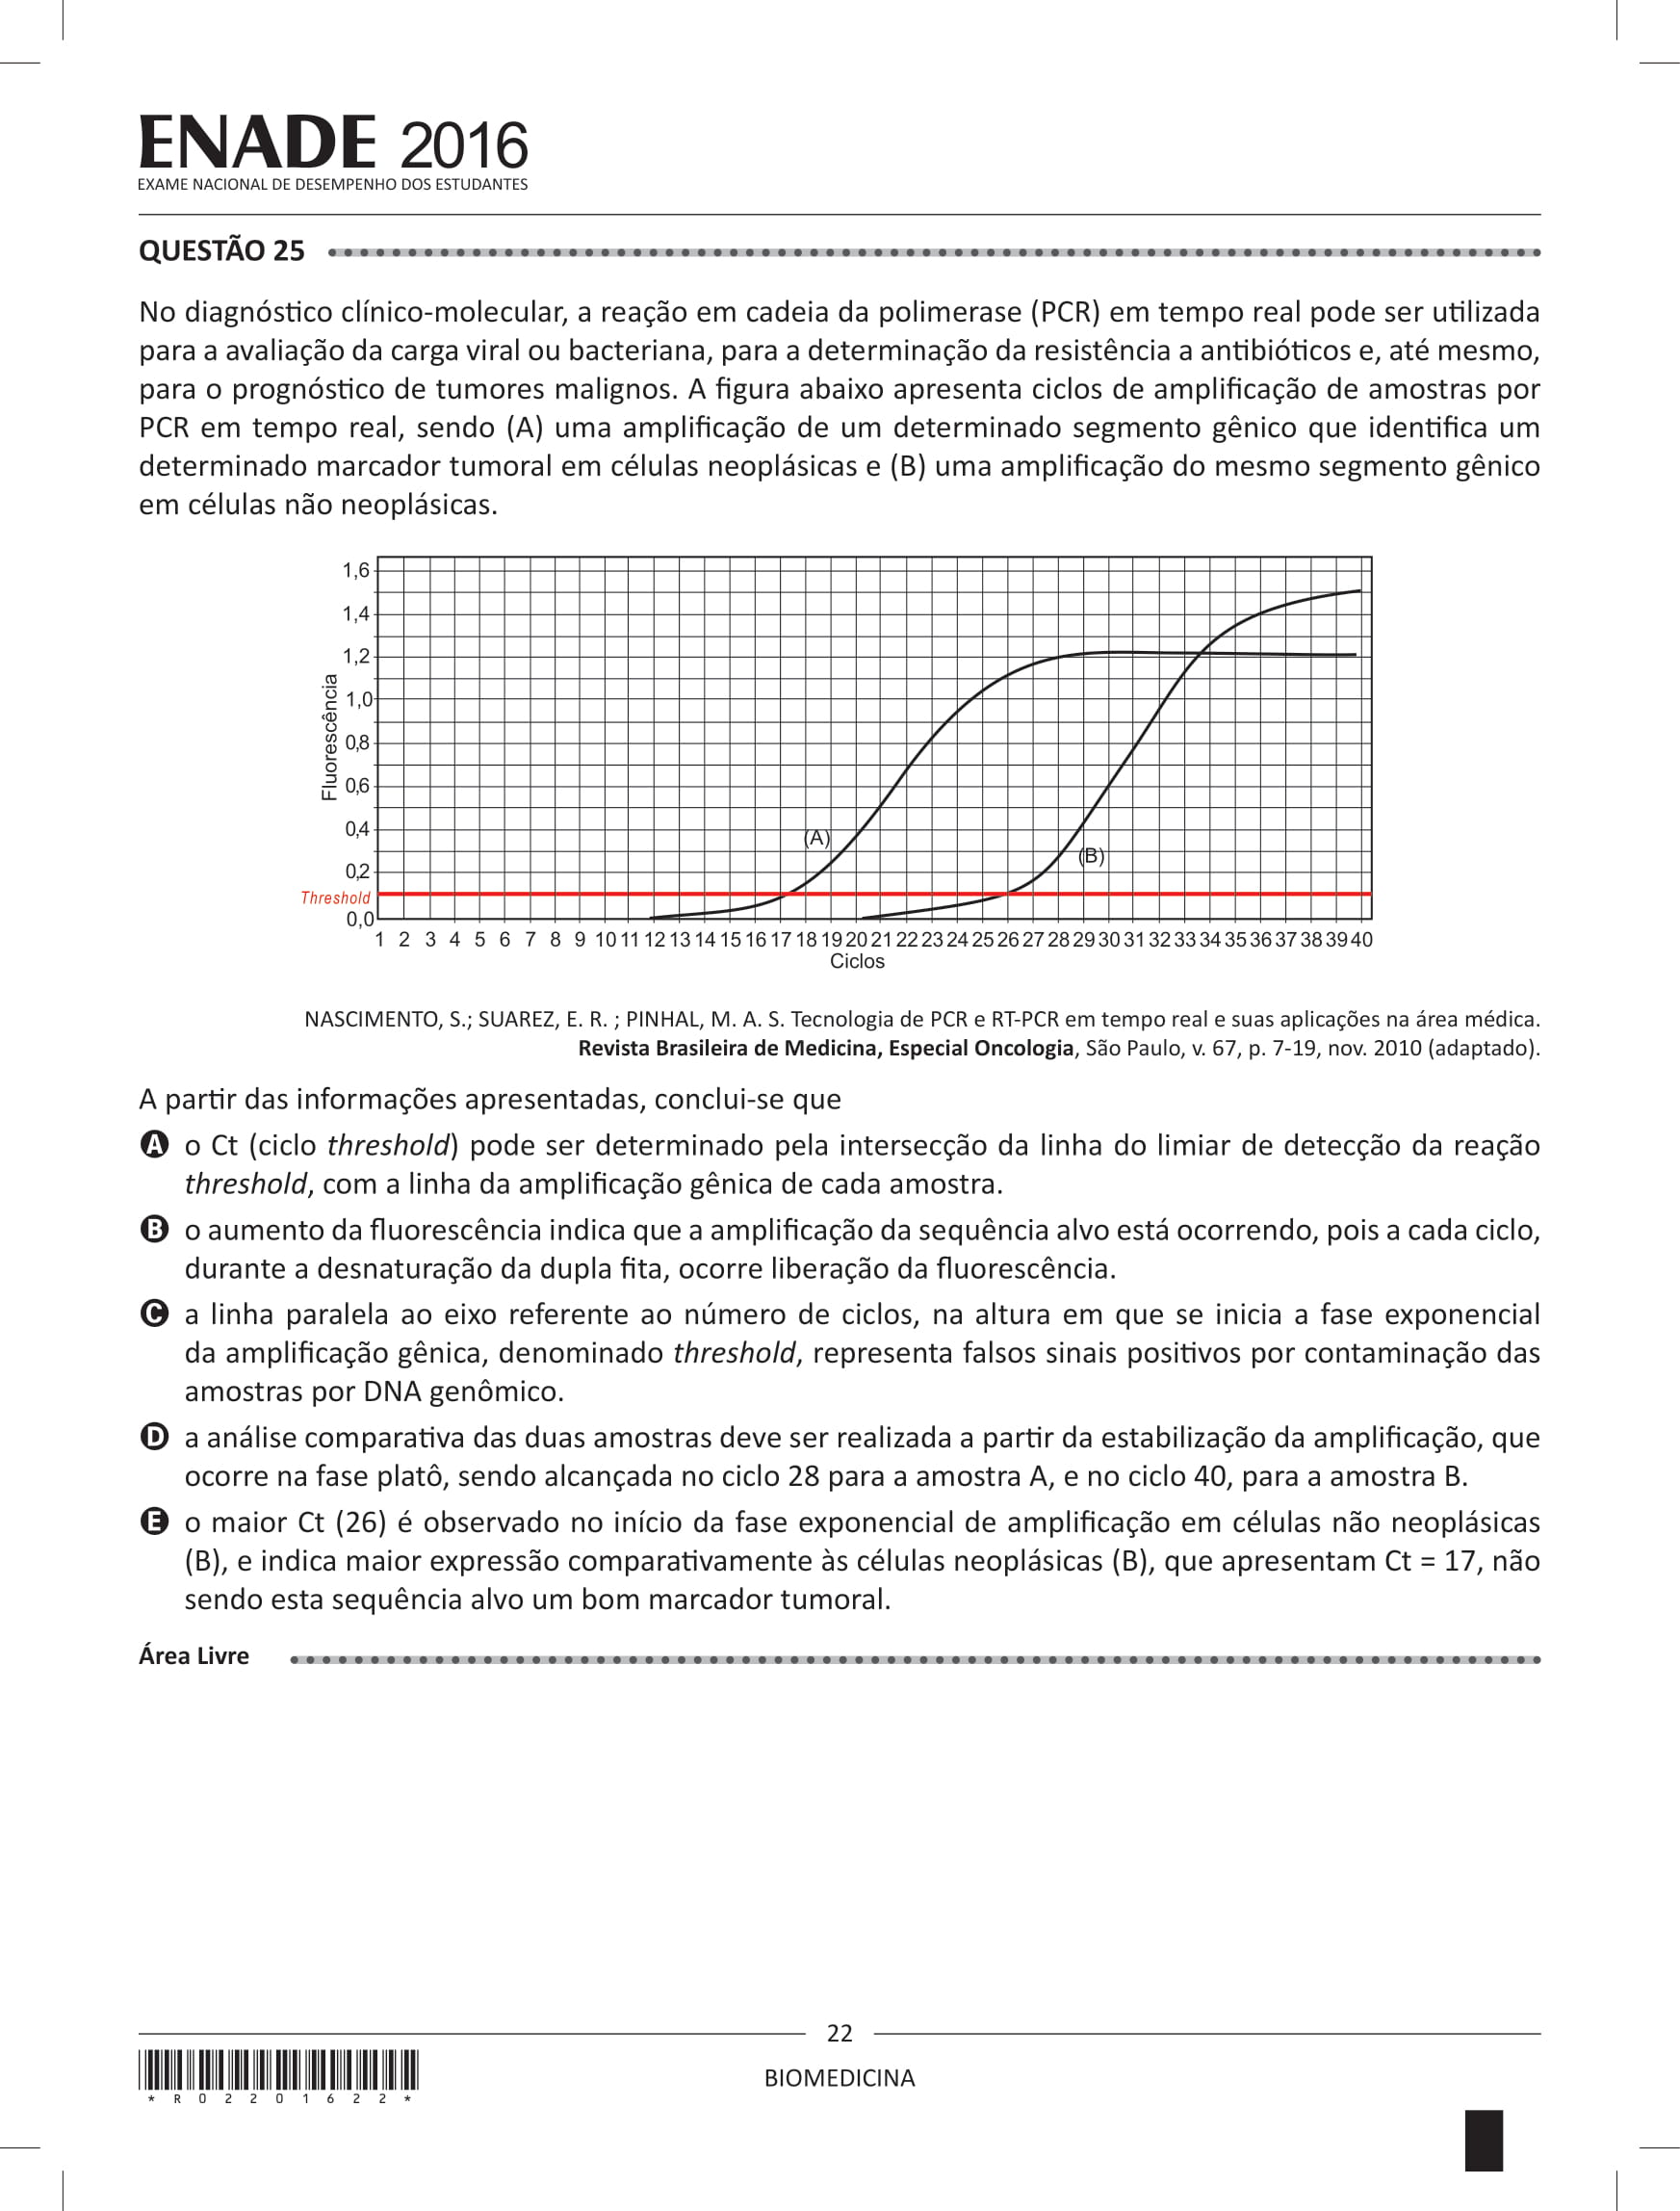 ENADE 2016
EXAME NACIONAL DE DESEMPENHO DOS ESTUDANTES
QUESTÃO 25
No diagnóstico clínico-molecular, a reação em cadeia da polimerase (PCR) em tempo real pode ser utilizada
para a avaliação da carga viral ou bacteriana, para a determinação da resistência a antibióticos e, até mesmo,
para o prognóstico de tumores malignos. A figura abaixo apresenta ciclos de amplificação de amostras por
PCR em tempo real, sendo (A) uma amplificação de um determinado segmento gênico que identifica um
determinado marcador tumoral em células neoplásicas e (B) uma amplificação do mesmo segmento gênico
em células não neoplásicas.
1,6
1,4
1,2
1,0
0,8
0,6
0,4
0,2
Threshold
0,0
Fluorescência
(A)
(B)
1 2 3 4 5 6 7 8 9 10 11 12 13 14 15 16 17 18 19 20 21 22 23 24 25 26 27 28 29 30 31 32 33 34 35 36 37 38 39 40
Ciclos
NASCIMENTO, S.; SUAREZ, E. R. ; PINHAL, M. A. S. Tecnologia de PCR e RT-PCR em tempo real e suas aplicações na área médica.
Revista Brasileira de Medicina, Especial Oncologia, São Paulo, v. 67, p. 7-19, nov. 2010 (adaptado).
A partir das informações apresentadas, conclui-se que
A o Ct (ciclo threshold) pode ser determinado pela intersecção da linha do limiar de detecção da reação
threshold, com a linha da amplificação gênica de cada amostra.
B o aumento da fluorescência indica que a amplificação da sequência alvo está ocorrendo, pois a cada ciclo,
durante a desnaturação da dupla fita, ocorre liberação da fluorescência.
C a linha paralela ao eixo referente ao número de ciclos, na altura em que se inicia a fase exponencial
da amplificação gênica, denominado threshold, representa falsos sinais positivos por contaminação das
amostras por DNA genômico.
D a análise comparativa das duas amostras deve ser realizada a partir da estabilização da amplificação, que
ocorre na fase platô, sendo alcançada no ciclo 28 para a amostra A, e no ciclo 40, para a amostra B.
E o maior Ct (26) é observado no início da fase exponencial de amplificação em células não neoplásicas
(B), e indica maior expressão comparativamente às células neoplásicas (B), que apresentam Ct = 17, não
sendo esta sequência alvo um bom marcador tumoral.
Área Livre
22
BIOMEDICINA
* R 0 2 2 0 1 6 2 2 *